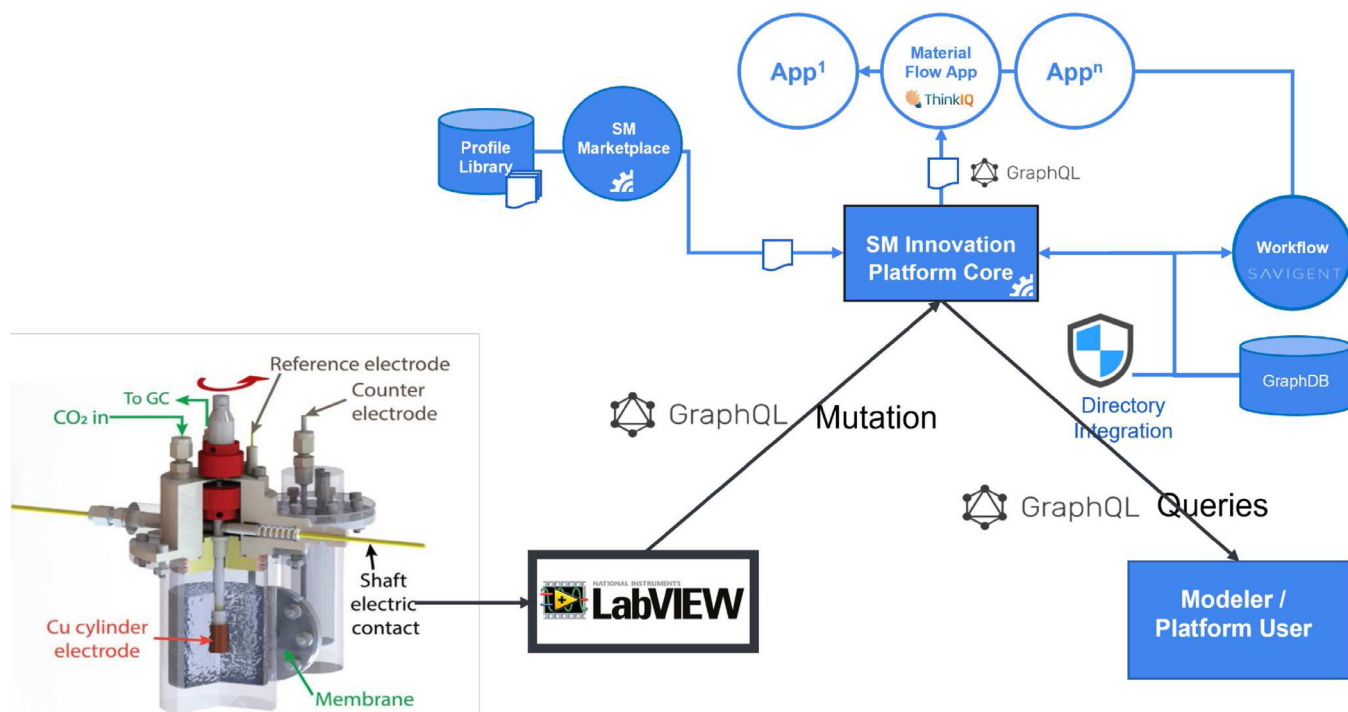 App¹
Material
Flow App
ThinkIQ
Appⁿ
SM
Marketplace
Profile
Library
GraphQL
SM Innovation
Platform Core
Workflow
SAVIGENT
GraphDB
Directory
Integration
GraphQL Mutation
GraphQL Queries
Modeler /
Platform User
NATIONAL INSTRUMENTS
LabVIEW
Reference electrode
To GC
Counter
electrode
CO₂ in
Shaft
electric
contact
Cu cylinder
electrode
Membrane